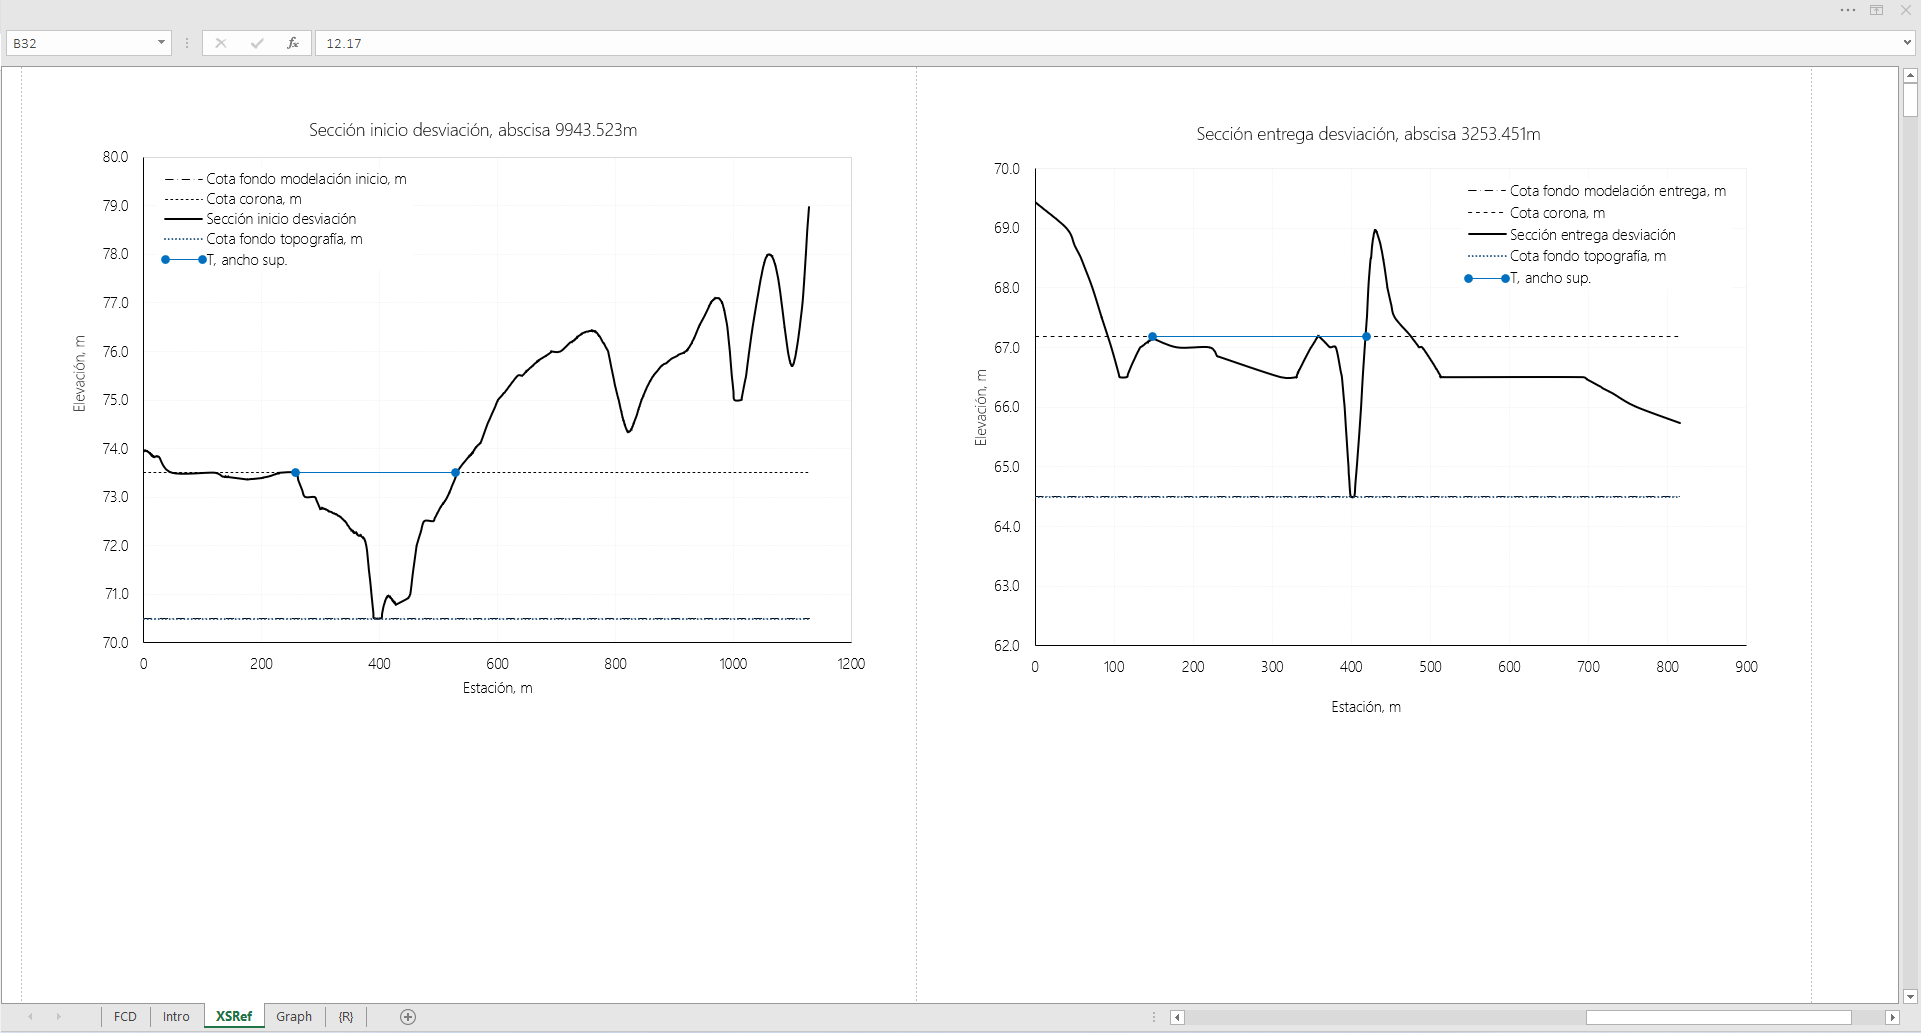 B32
fx
12.17
Sección inicio desviación, abscisa 9943.523m
80.0
79.0
78.0
77.0
76.0
75.0
74.0
73.0
72.0
71.0
70.0
Elevación, m
Cota fondo modelación inicio, m
Cota corona, m
Sección inicio desviación
Cota fondo topografía, m
T, ancho sup.
0 200 400 600 800 1000 1200
Estación, m
Sección entrega desviación, abscisa 3253.451m
70.0
69.0
68.0
67.0
66.0
65.0
64.0
63.0
62.0
Elevación, m
Cota fondo modelación entrega, m
Cota corona, m
Sección entrega desviación
Cota fondo topografía, m
T, ancho sup.
0 100 200 300 400 500 600 700 800 900
Estación, m
FCD Intro XSRef Graph {R}